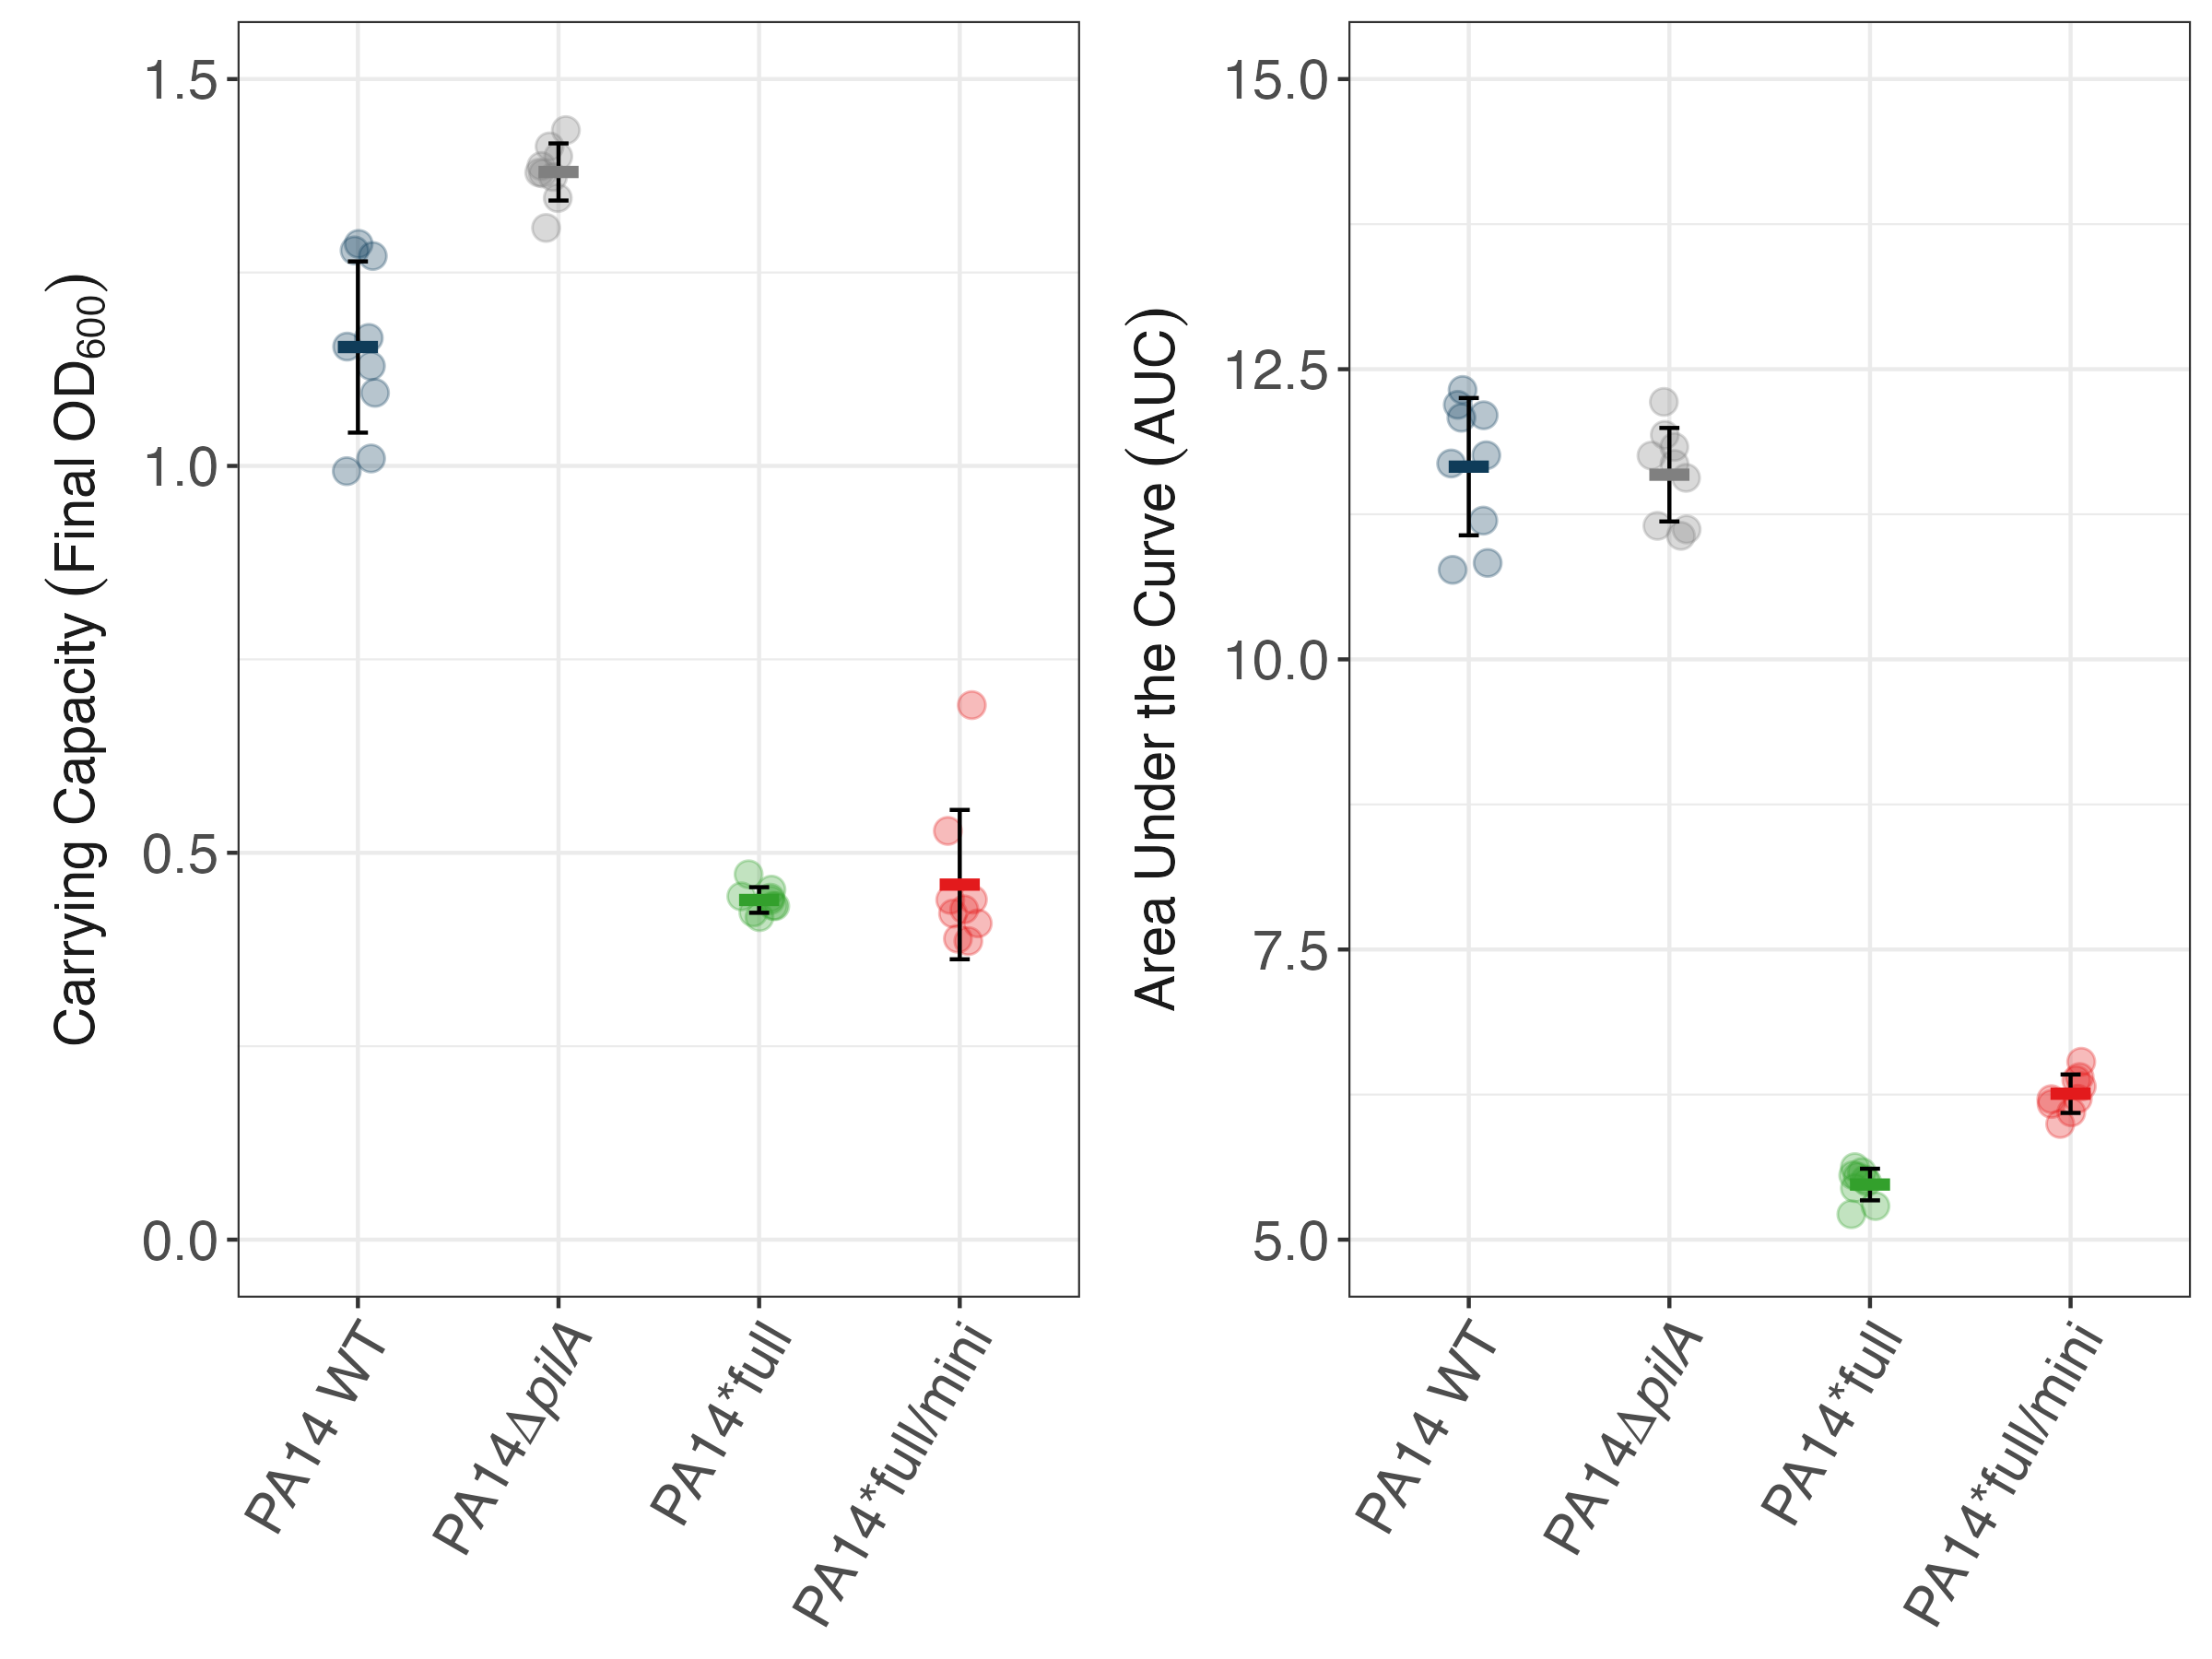 Carrying Capacity (Final OD600)
1.5
1.0
0.5
0.0
PA14 WT
PA14ΔpilA
PA14*full
PA14*full/mini
Area Under the Curve (AUC)
15.0
12.5
10.0
7.5
5.0
PA14 WT
PA14ΔpilA
PA14*full
PA14*full/mini